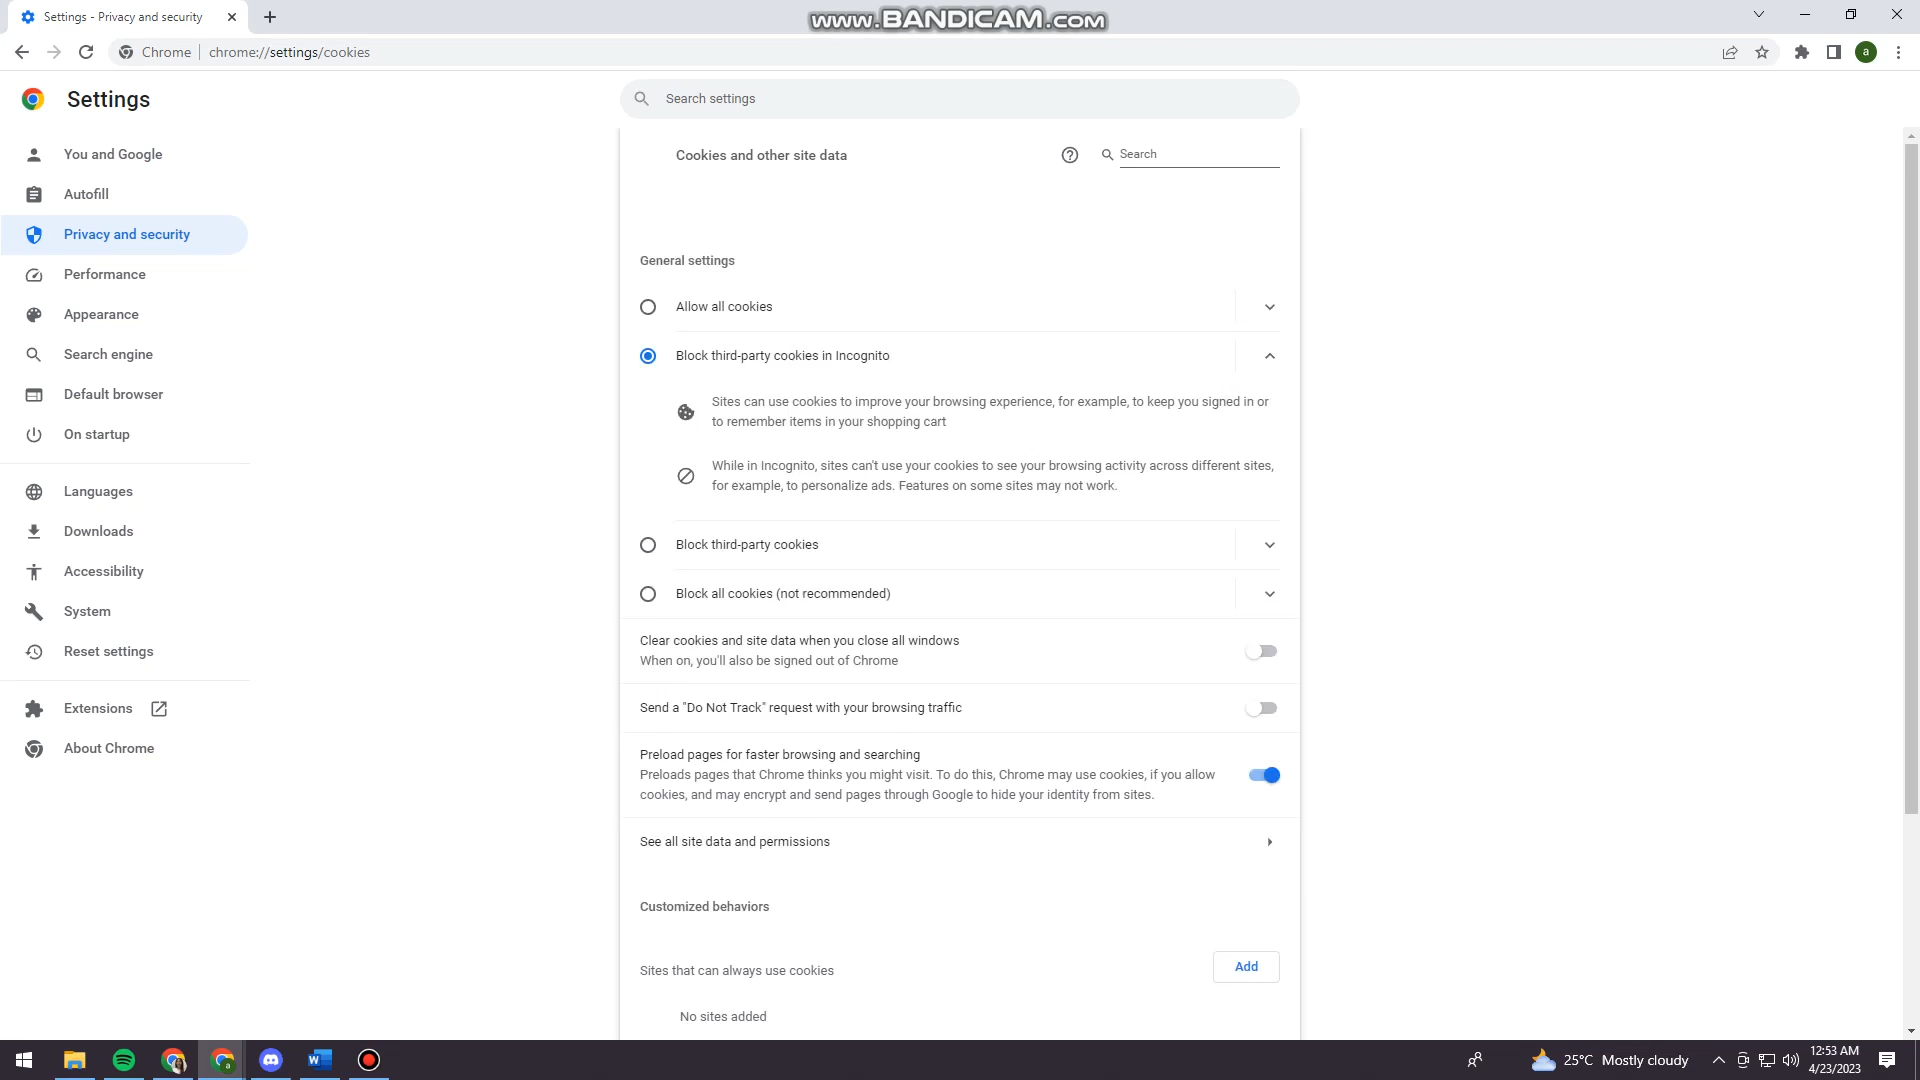 Settings - Privacy and security
www.BANDICAM.com
Chrome
chrome://settings/cookies
a
Settings
Search settings
You and Google
Autofill
Privacy and security
Performance
Appearance
Search engine
Default browser
On startup
Languages
Downloads
Accessibility
System
Reset settings
Extensions
About Chrome
Cookies and other site data
Search
General settings
Allow all cookies
Block third-party cookies in Incognito
Sites can use cookies to improve your browsing experience, for example, to keep you signed in or
to remember items in your shopping cart
While in Incognito, sites can't use your cookies to see your browsing activity across different sites,
for example, to personalize ads. Features on some sites may not work.
Block third-party cookies
Block all cookies (not recommended)
Clear cookies and site data when you close all windows
When on, you'll also be signed out of Chrome
Send a "Do Not Track" request with your browsing traffic
Preload pages for faster browsing and searching
Preloads pages that Chrome thinks you might visit. To do this, Chrome may use cookies, if you allow
cookies, and may encrypt and send pages through Google to hide your identity from sites.
See all site data and permissions
Customized behaviors
Sites that can always use cookies
Add
No sites added
25°C Mostly cloudy
12:53 AM
4/23/2023